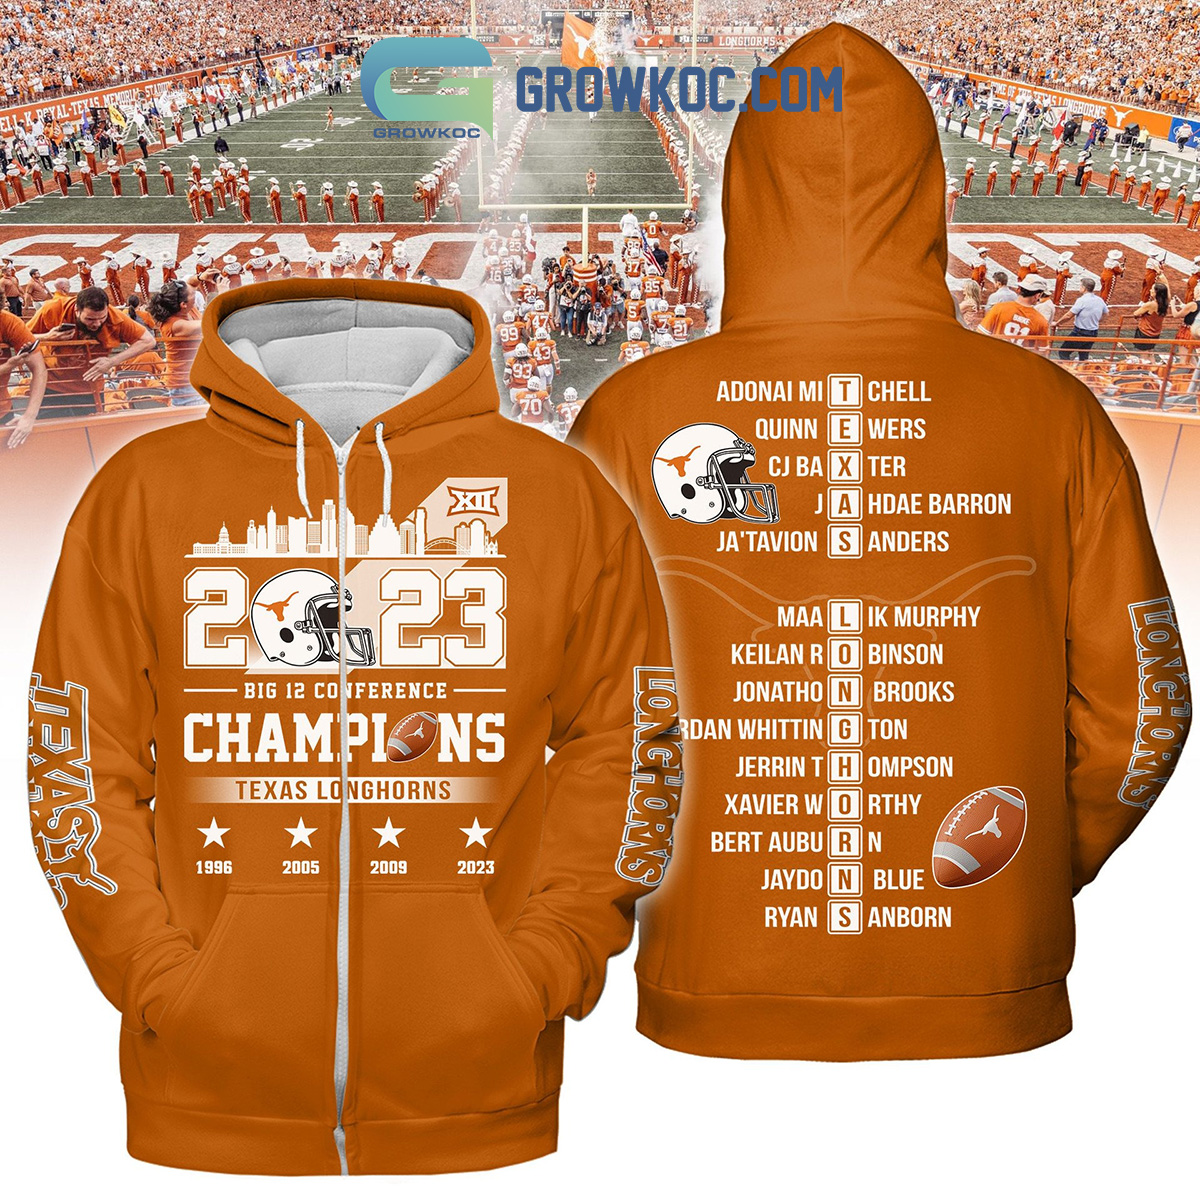 GROWKOC
GROWKOC.COM
LONGHORNS
XII
2023
BIG 12 CONFERENCE
CHAMPIONS
TEXAS LONGHORNS
1996 2005 2009 2023
TEXAS
LONGHORNS
ADONAI MITCHELL
QUINN EWERS
CJ BAXTER
JAHDAE BARRON
JA'TAVION SANDERS
MAALIK MURPHY
KEILAN ROBINSON
JONATHON BROOKS
RDAN WHITTINGTON
JERRIN THOMPSON
XAVIER WORTHY
BERT AUBURN
JAYDON BLUE
RYAN SANBORN
LONGHORNS